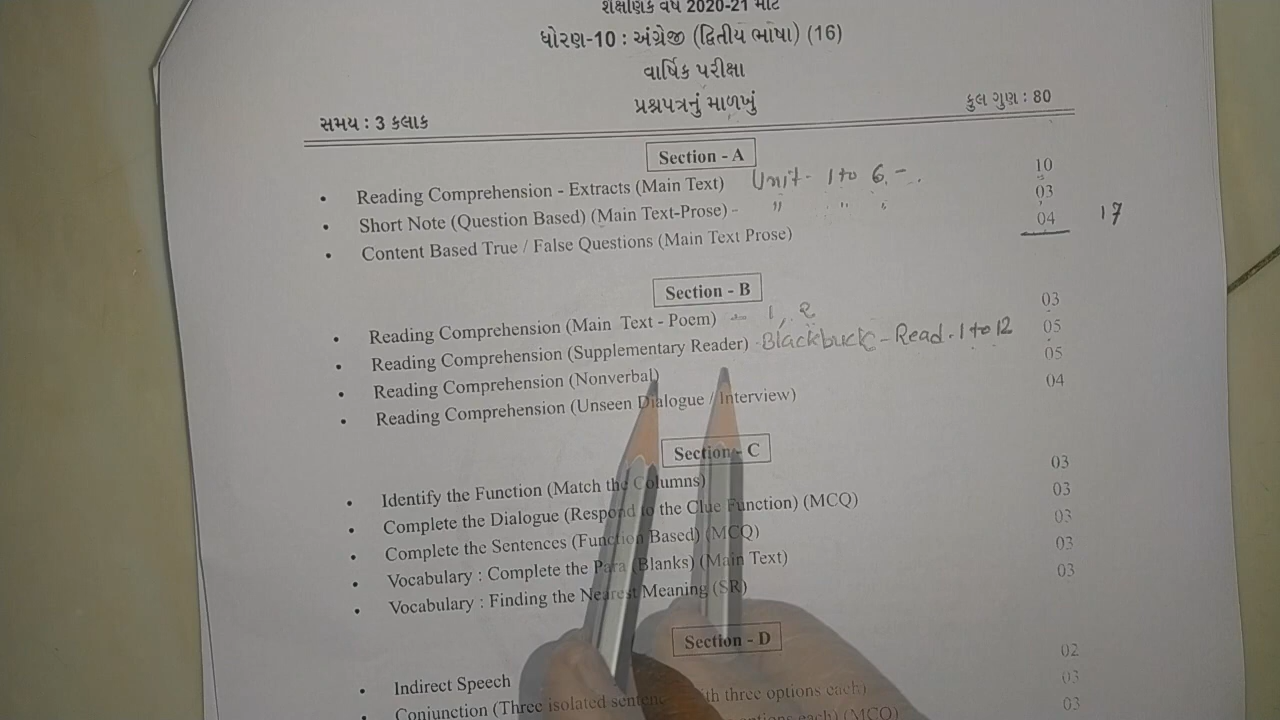 શૈક્ષણિક વર્ષ 2020-21 માટે
ધોરણ-10 : અંગ્રેજી (દ્વિતીય ભાષા) (16)
વાર્ષિક પરીક્ષા
પ્રશ્નપત્રનું માળખું
સમય : 3 કલાક કુલ ગુણ : 80
Section - A
• Reading Comprehension - Extracts (Main Text) Unit- 1 to 6.-. 10
• Short Note (Question Based) (Main Text-Prose) - " " " 03
• Content Based True / False Questions (Main Text Prose) 04 17
Section - B
• Reading Comprehension (Main Text - Poem) - 1, 2 03
• Reading Comprehension (Supplementary Reader) - Blackbuck - Read. 1 to 12 05
• Reading Comprehension (Nonverbal) 05
• Reading Comprehension (Unseen Dialogue / Interview) 04
Section - C
• Identify the Function (Match the Columns) 03
• Complete the Dialogue (Respond to the Clue Function) (MCQ) 03
• Complete the Sentences (Function Based) (MCQ) 03
• Vocabulary : Complete the Para (Blanks) (Main Text) 03
• Vocabulary : Finding the Nearest Meaning (SR) 03
Section - D
• Indirect Speech 02
• Conjunction (Three isolated with three options each) 03
options each) (MCQ) 03